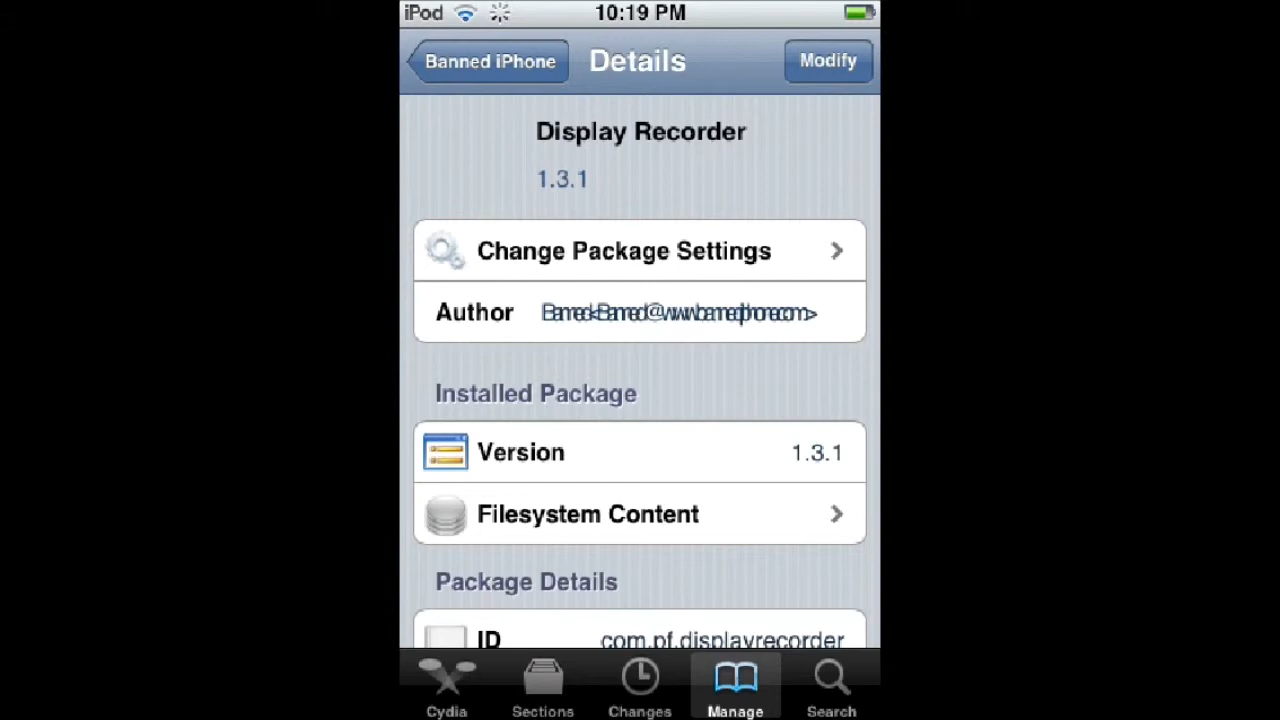 iPod 10:19 PM
Banned iPhone Details Modify
Display Recorder
1.3.1
Change Package Settings
Author
Installed Package
Version 1.3.1
Filesystem Content
Package Details
ID com.pf.displayrecorder
Cydia Sections Changes Manage Search